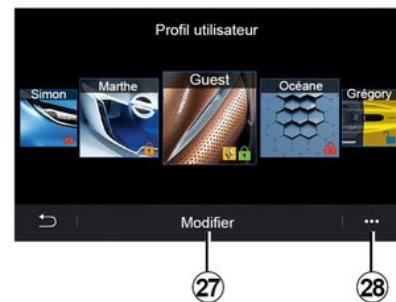 Profil utilisateur
Simon
Marthe
Guest
Océane
Grégory
Modifier
27
28